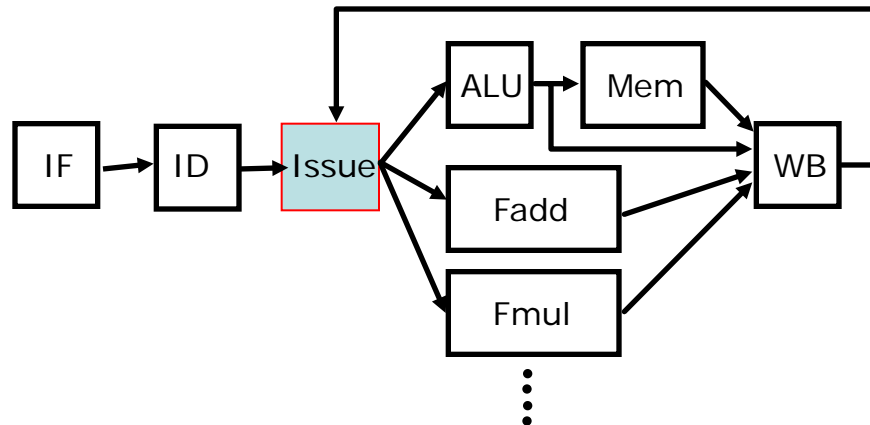 ALU
Mem
IF
ID
Issue
WB
Fadd
Fmul